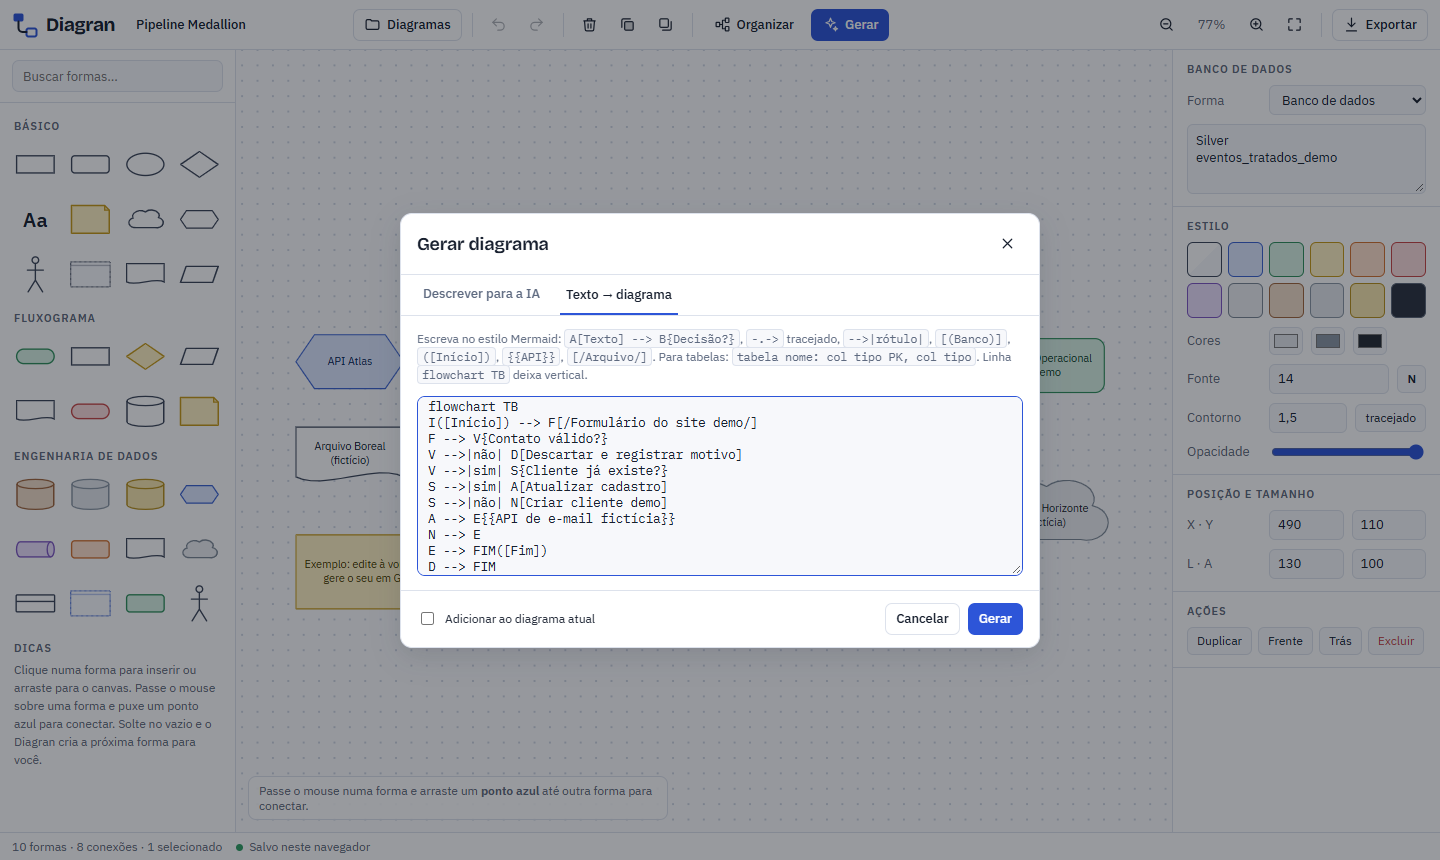 Diagran
Pipeline Medallion
Diagramas
Organizar
Gerar
77%
Exportar
Buscar formas...
BÁSICO
Aa
FLUXOGRAMA
ENGENHARIA DE DADOS
DICAS
Clique numa forma para inserir ou
arraste para o canvas. Passe o mouse
sobre uma forma e puxe um ponto
azul para conectar. Solte no vazio e o
Diagran cria a próxima forma para
você.
API Atlas
Arquivo Boreal
(fictício)
Exemplo: edite à vo
gere o seu em G
Gerar diagrama
Descrever para a IA
Texto → diagrama
Escreva no estilo Mermaid: A[Texto] --> B{Decisão?}, -.-> tracejado, -->|rótulo|, [(Banco)],
([Início]), {{API}}, [/Arquivo/]. Para tabelas: tabela nome: col tipo PK, col tipo. Linha
flowchart TB deixa vertical.
flowchart TB
I([Início]) --> F[/Formulário do site demo/]
F --> V{Contato válido?}
V -->|não| D[Descartar e registrar motivo]
V -->|sim| S{Cliente já existe?}
S -->|sim| A[Atualizar cadastro]
S -->|não| N[Criar cliente demo]
A --> E{{API de e-mail fictícia}}
N --> E
E --> FIM([Fim])
D --> FIM
Adicionar ao diagrama atual
Cancelar
Gerar
peracional
emo
Horizonte
ctícia)
Passe o mouse numa forma e arraste um ponto azul até outra forma para
conectar.
BANCO DE DADOS
Forma
Banco de dados
Silver
eventos_tratados_demo
ESTILO
Cores
Fonte
14
N
Contorno
1,5
tracejado
Opacidade
POSIÇÃO E TAMANHO
X · Y
490
110
L · A
130
100
AÇÕES
Duplicar
Frente
Trás
Excluir
10 formas · 8 conexões · 1 selecionado
Salvo neste navegador